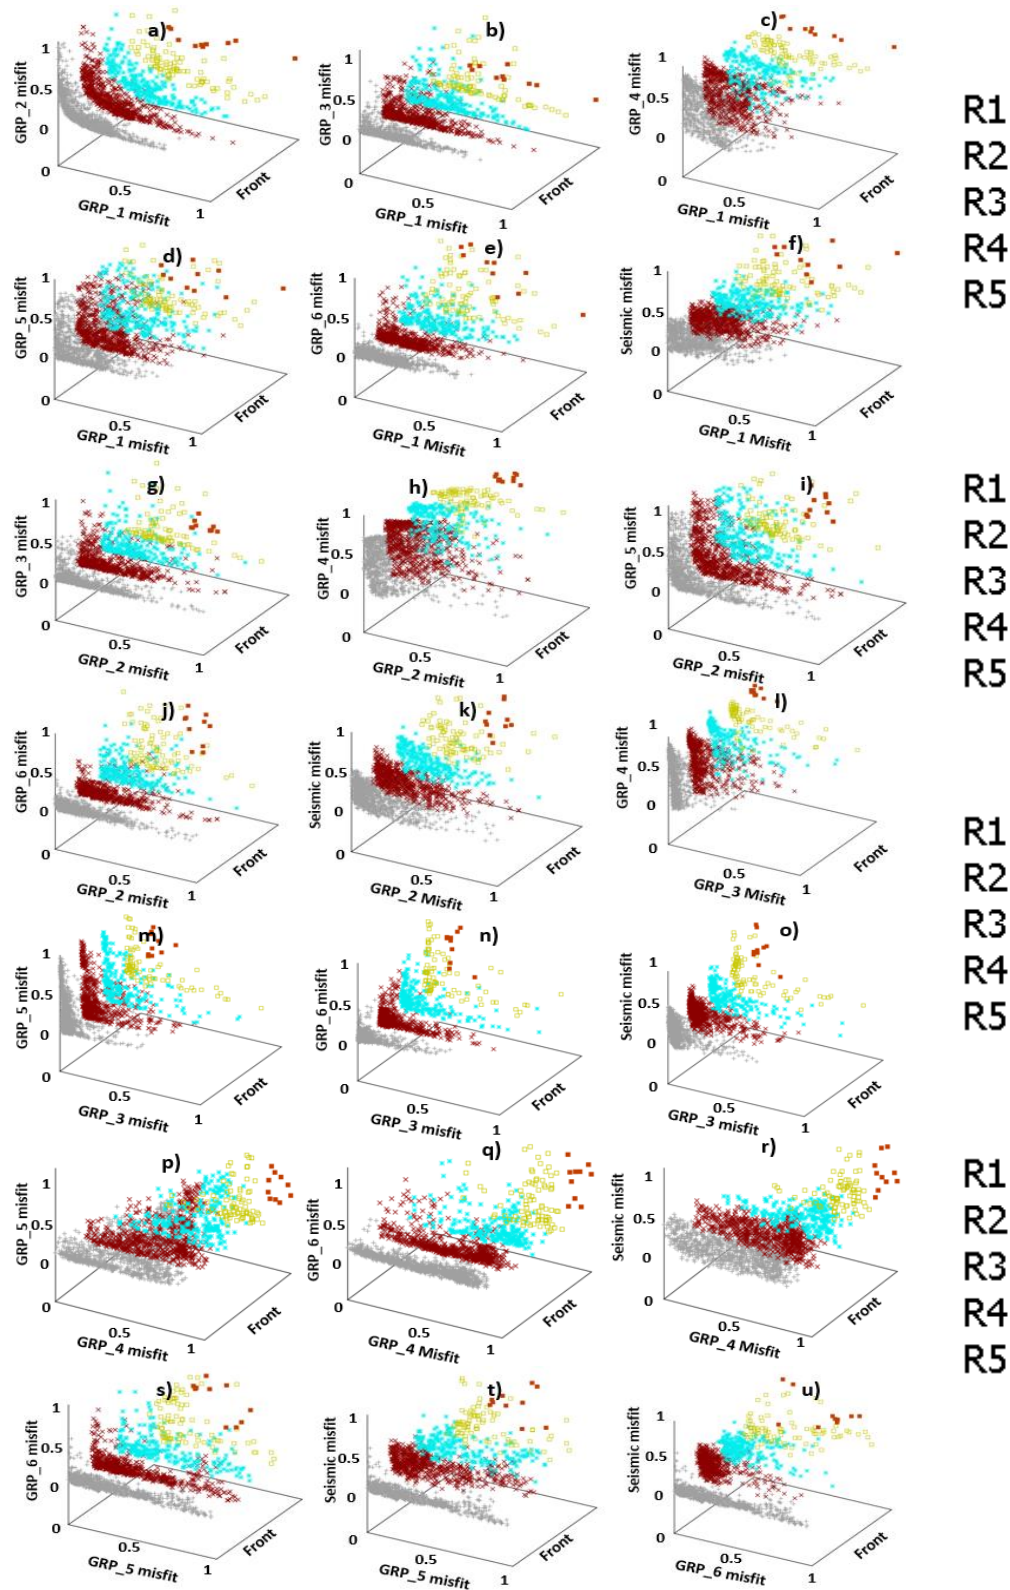 a)
1
0.5
0
0
GRP_2 misfit
0.5
1
GRP_1 misfit
Front
b)
1
0.5
0
0
GRP_3 misfit
0.5
1
GRP_1 misfit
Front
c)
1
0.5
0
0
GRP_4 misfit
0.5
1
GRP_1 misfit
Front
R1
R2
R3
R4
R5
d)
1
0.5
0
0
GRP_5 misfit
0.5
1
GRP_1 misfit
Front
e)
1
0.5
0
0
GRP_6 misfit
0.5
1
GRP_1 Misfit
Front
f)
1
0.5
0
0
Seismic misfit
0.5
1
GRP_1 Misfit
Front
g)
1
0.5
0
0
GRP_3 misfit
0.5
1
GRP_2 misfit
Front
h)
1
0.5
0
0
GRP_4 misfit
0.5
1
GRP_2 misfit
Front
i)
1
0.5
0
0
GRP_5 misfit
0.5
1
GRP_2 misfit
Front
R1
R2
R3
R4
R5
j)
1
0.5
0
0
GRP_6 misfit
0.5
1
GRP_2 misfit
Front
k)
1
0.5
0
0
Seismic misfit
0.5
1
GRP_2 Misfit
Front
l)
1
0.5
0
0
GRP_4 misfit
0.5
1
GRP_3 Misfit
Front
R1
R2
R3
R4
R5
m)
1
0.5
0
0
GRP_5 misfit
0.5
1
GRP_3 misfit
Front
n)
1
0.5
0
0
GRP_6 misfit
0.5
1
GRP_3 misfit
Front
o)
1
0.5
0
0
Seismic misfit
0.5
1
GRP_3 misfit
Front
p)
1
0.5
0
0
GRP_5 misfit
0.5
1
GRP_4 misfit
Front
q)
1
0.5
0
0
GRP_6 misfit
0.5
1
GRP_4 Misfit
Front
r)
1
0.5
0
0
Seismic misfit
0.5
1
GRP_4 Misfit
Front
R1
R2
R3
R4
R5
s)
1
0.5
0
0
GRP_6 misfit
0.5
1
GRP_5 misfit
Front
t)
1
0.5
0
0
Seismic misfit
0.5
1
GRP_5 misfit
Front
u)
1
0.5
0
0
Seismic misfit
0.5
1
GRP_6 misfit
Front